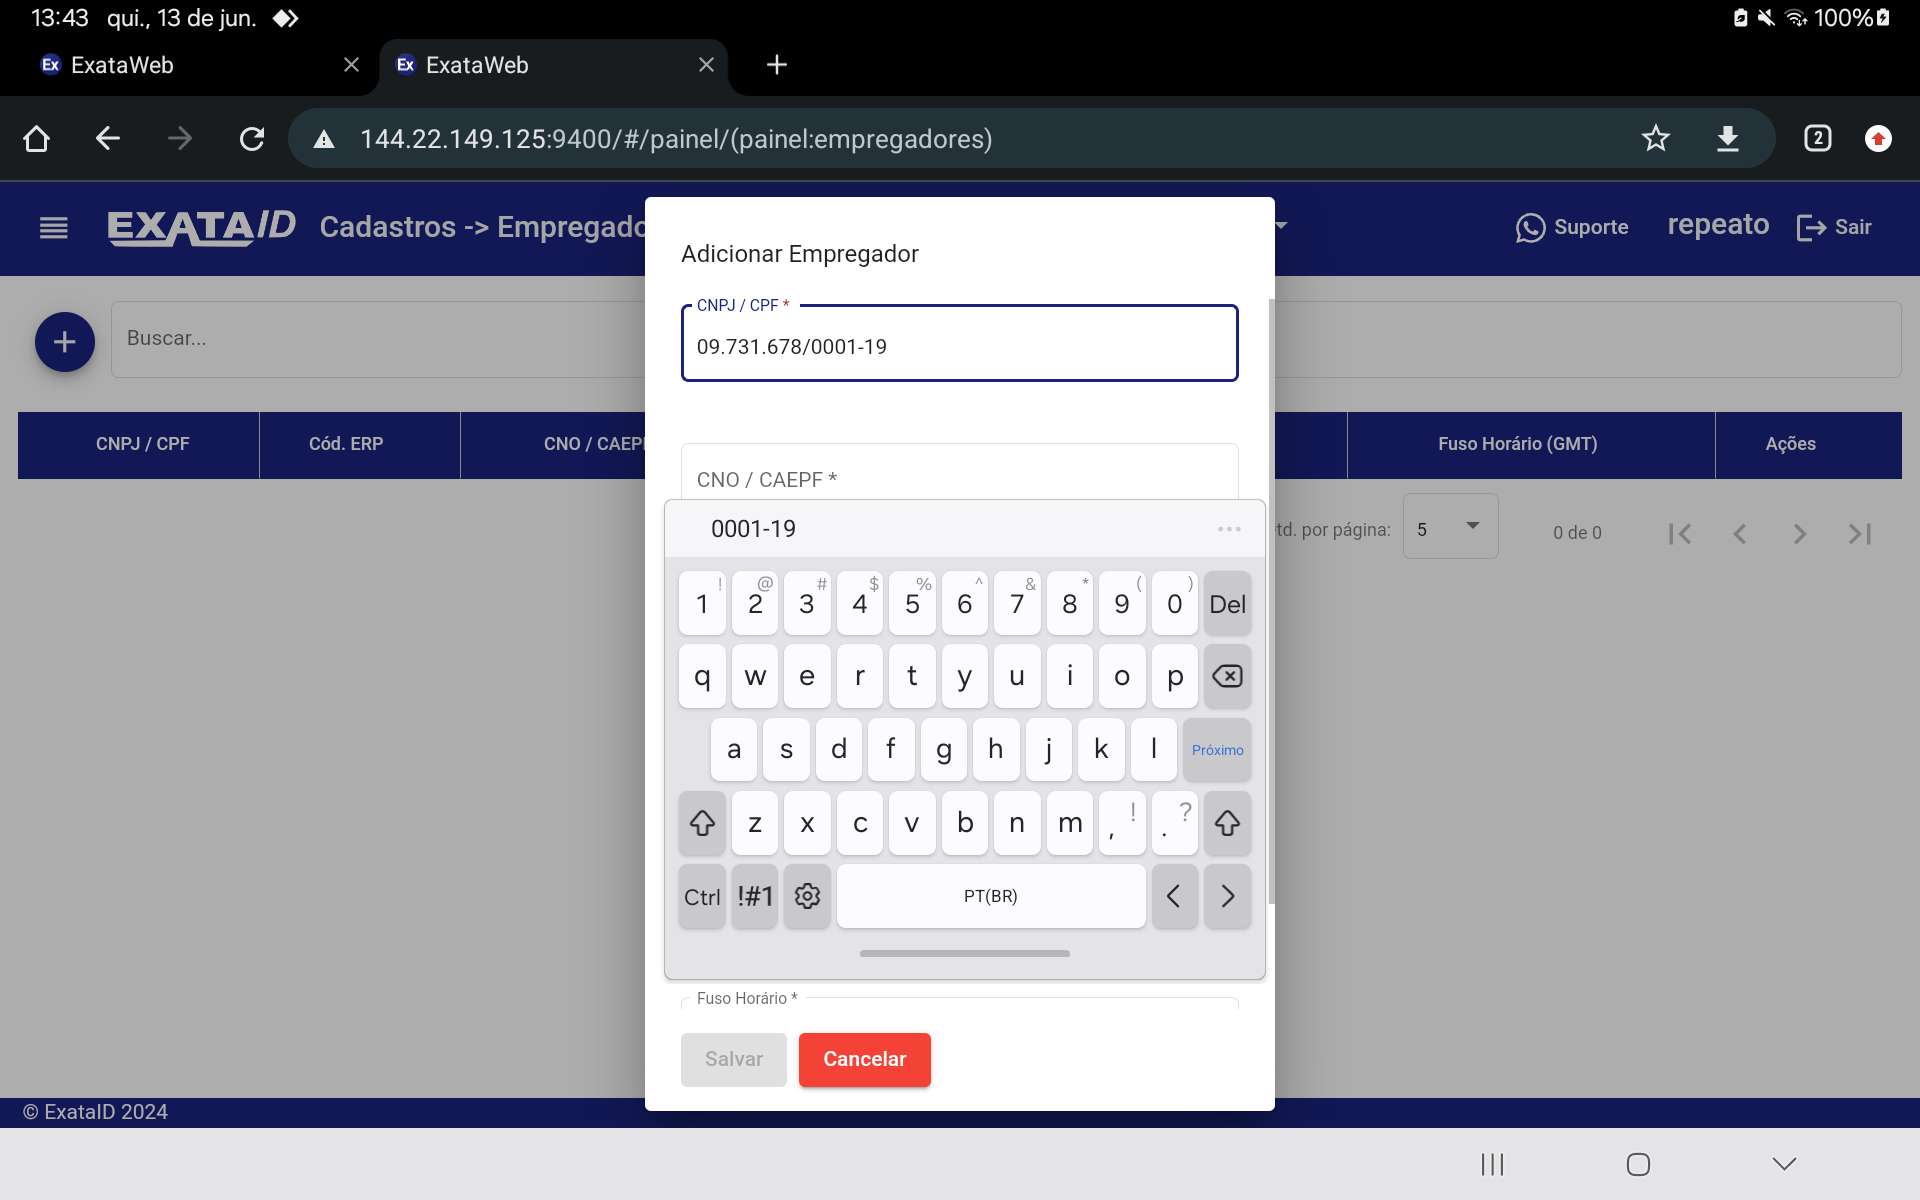 13:43 qui., 13 de jun.
100%
Ex ExataWeb
Ex ExataWeb
144.22.149.125:9400/#/painel/(painel:empregadores)
2
EXATA/D Cadastros -> Empregado
Suporte
repeato
Sair
Adicionar Empregador
CNPJ / CPF *
09.731.678/0001-19
Buscar...
CNPJ / CPF
Cód. ERP
CNO / CAEP
Fuso Horário (GMT)
Ações
CNO / CAEPF *
td. por página: 5
0 de 0
0001-19
! @ # $ % ^ & * ( )
1 2 3 4 5 6 7 8 9 0 Del
q w e r t y u i o p
a s d f g h j k l Próximo
z x c v b n m , ! . ?
Ctrl !#1 PT(BR) < >
Fuso Horário *
Salvar
Cancelar
© ExataID 2024